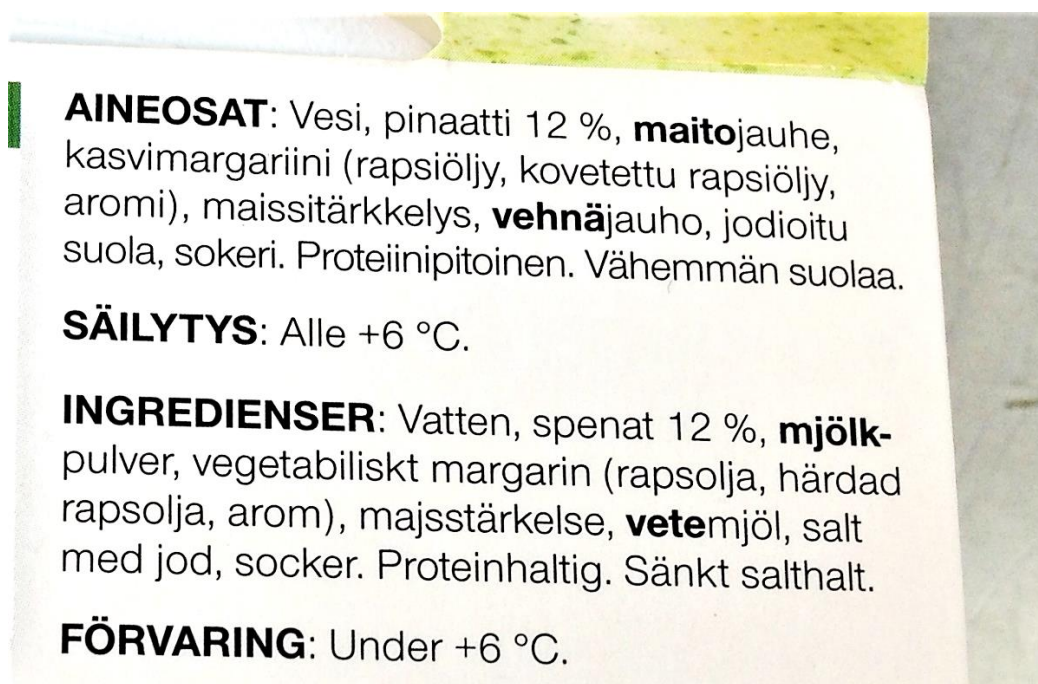 AINEOSAT: Vesi, pinaatti 12 %, maitojauhe,
kasvimargariini (rapsiöljy, kovetettu rapsiöljy,
aromi), maissitärkkelys, vehnäjauho, jodioitu
suola, sokeri. Proteiinipitoinen. Vähemmän suolaa.
SÄILYTYS: Alle +6 °C.
INGREDIENSER: Vatten, spenat 12 %, mjölk-
pulver, vegetabiliskt margarin (rapsolja, härdad
rapsolja, arom), majsstärkelse, vetemjöl, salt
med jod, socker. Proteinhaltig. Sänkt salthalt.
FÖRVARING: Under +6 °C.